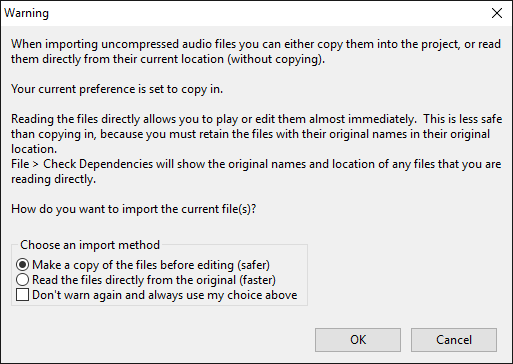 Warning
When importing uncompressed audio files you can either copy them into the project, or read
them directly from their current location (without copying).
Your current preference is set to copy in.
Reading the files directly allows you to play or edit them almost immediately.  This is less safe
than copying in, because you must retain the files with their original names in their original
location.
File > Check Dependencies will show the original names and location of any files that you are
reading directly.
How do you want to import the current file(s)?
Choose an import method
Make a copy of the files before editing (safer)
Read the files directly from the original (faster)
Don't warn again and always use my choice above
OK Cancel